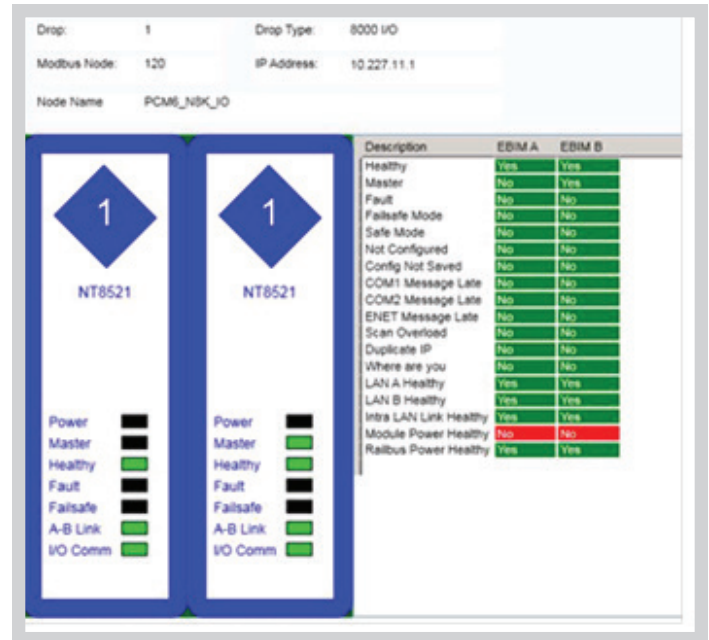 Drop: 1 Drop Type: 8000 I/O
Modbus Node: 120 IP Address: 10.227.11.1
Node Name PCM6_N8K_IO
1
NT8521
Power
Master
Healthy
Fault
Failsafe
A-B Link
I/O Comm
1
NT8521
Power
Master
Healthy
Fault
Failsafe
A-B Link
I/O Comm
Description EBIM A EBIM B
Healthy Yes Yes
Master No Yes
Fault No No
Failsafe Mode No No
Safe Mode No No
Not Configured No No
Config Not Saved No No
COM1 Message Late No No
COM2 Message Late No No
ENET Message Late No No
Scan Overload No No
Duplicate IP No No
Where are you No No
LAN A Healthy Yes Yes
LAN B Healthy Yes Yes
Intra LAN Link Healthy Yes Yes
Module Power Healthy No No
Railbus Power Healthy Yes Yes